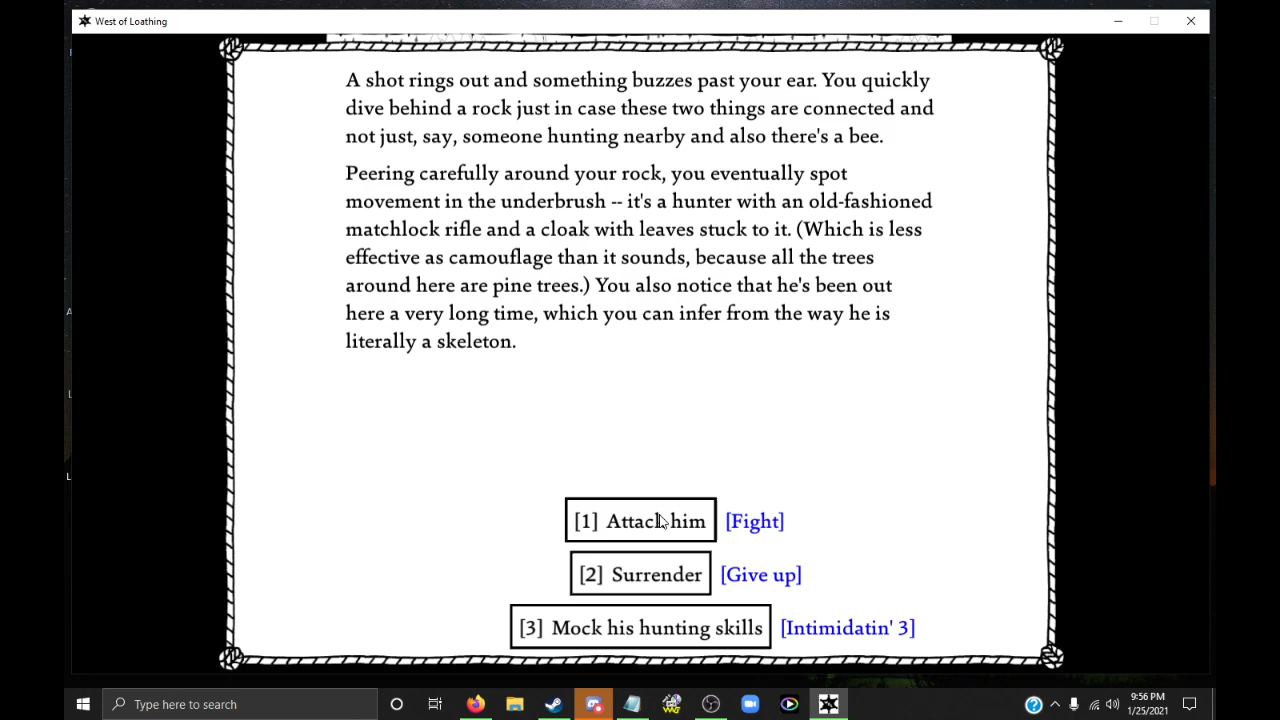 West of Loathing
A shot rings out and something buzzes past your ear. You quickly
dive behind a rock just in case these two things are connected and
not just, say, someone hunting nearby and also there's a bee.
Peering carefully around your rock, you eventually spot
movement in the underbrush -- it's a hunter with an old-fashioned
matchlock rifle and a cloak with leaves stuck to it. (Which is less
effective as camouflage than it sounds, because all the trees
around here are pine trees.) You also notice that he's been out
here a very long time, which you can infer from the way he is
literally a skeleton.
[1] Attack him [Fight]
[2] Surrender [Give up]
[3] Mock his hunting skills [Intimidatin' 3]
Type here to search
9:56 PM
1/25/2021